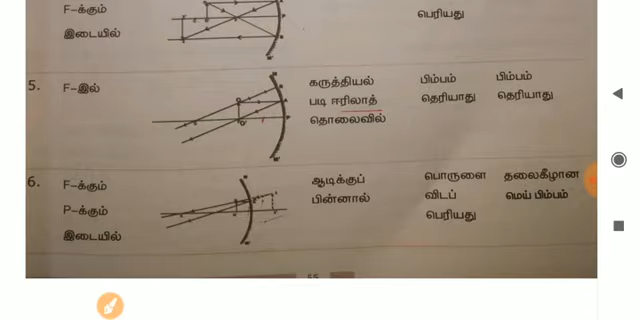 F-க்கும்
பெரியது
இடையில்
5. F-இல் கருத்தியல் பிம்பம் பிம்பம்
படி ஈரிலாத் தெரியாது தெரியாது
தொலைவில்
6. F-க்கும் ஆடிக்குப் பொருளை தலைகீழான
P-க்கும் பின்னால் விடப் மெய் பிம்பம்
இடையில் பெரியது
55